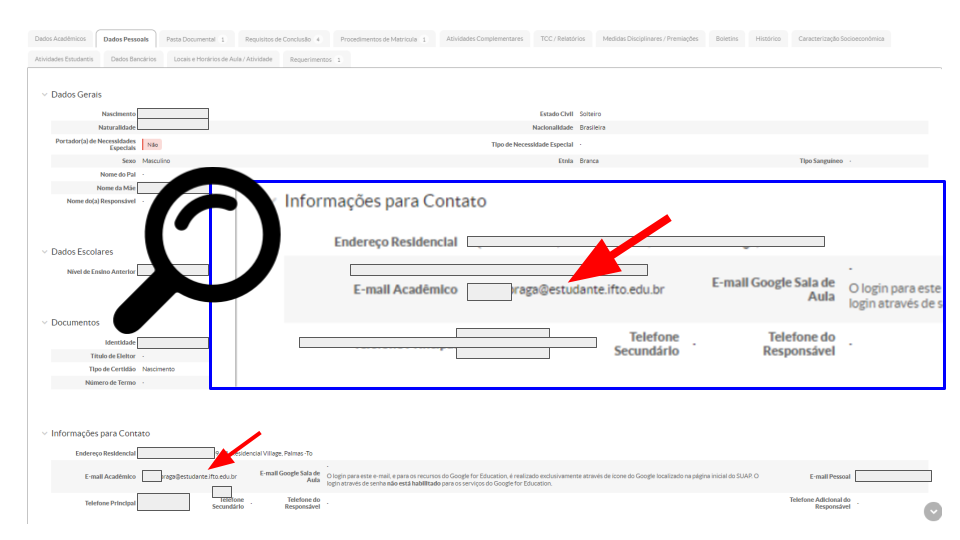 Dados Acadêmicos Dados Pessoais Pasta Documental 1 Requisitos de Conclusão 4 Procedimentos de Matrícula 1 Atividades Complementares TCC / Relatórios Medidas Disciplinares / Premiações Boletins Histórico Caracterização Socioeconômica
Atividades Estudantis Dados Bancários Locais e Horários de Aula / Atividade Requerimentos 1
Dados Gerais
Nascimento Estado Civil Solteiro
Naturalidade Nacionalidade Brasileira
Portador(a) de Necessidades Especiais Não Tipo de Necessidade Especial -
Sexo Masculino Etnia Branca Tipo Sanguíneo -
Nome do Pai -
Nome da Mãe
Nome do(a) Responsável -
Informações para Contato
Endereço Residencial
E-mail Acadêmico raga@estudante.ifto.edu.br E-mail Google Sala de Aula -
O login para este
login através de s
Telefone Secundário - Telefone do Responsável -
Dados Escolares
Nível de Ensino Anterior
Documentos
Identidade
Título de Eleitor -
Tipo de Certidão Nascimento
Número de Termo -
Informações para Contato
Endereço Residencial Residencial Village, Palmas -To
E-mail Acadêmico raga@estudante.ifto.edu.br E-mail Google Sala de Aula -
O login para este e-mail, e para os recursos do Google for Education, é realizado exclusivamente através de ícone do Google localizado na página inicial do SUAP. O
login através de senha não está habilitado para os serviços do Google for Education.
E-mail Pessoal
Telefone Principal Telefone Secundário - Telefone do Responsável - Telefone Adicional do Responsável -